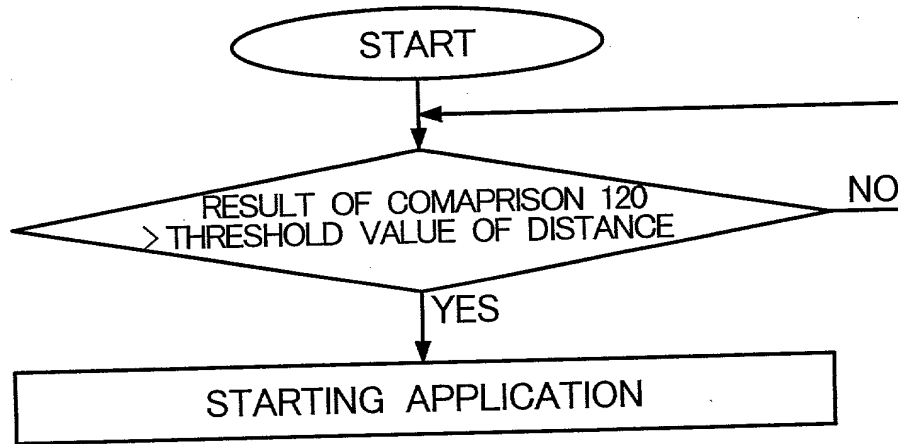 START
RESULT OF COMAPRISON 120
> THRESHOLD VALUE OF DISTANCE
NO
YES
STARTING APPLICATION